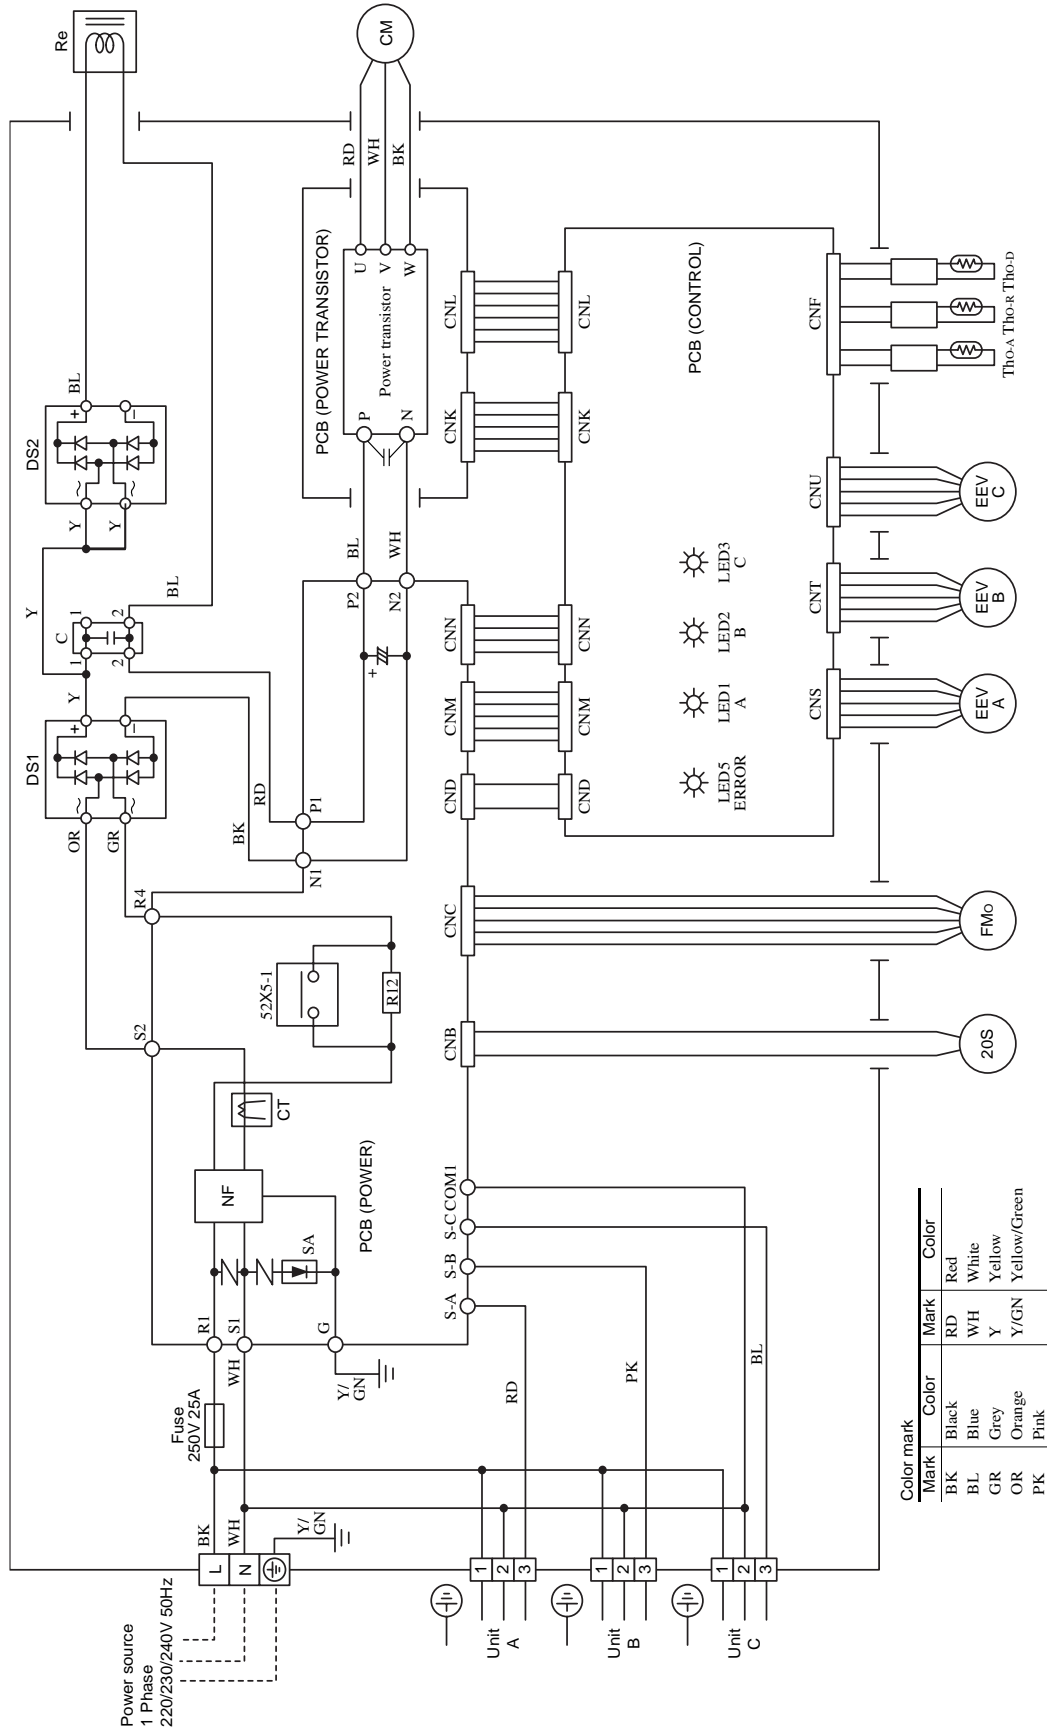 Power source
1 Phase
220/230/240V 50Hz
L
N
BK
WH
Y/
GN
Fuse
250V 25A
WH
R1
S1
G
Y/
GN
NF
SA
CT
PCB (POWER)
S2
R4
52X5-1
R12
OR
GR
DS1
+
–
~
~
Y
BK
RD
N1
P1
C
1
1
2
2
Y
BL
Y
Y
DS2
+
–
~
~
BL
Re
P2
N2
+
BL
WH
PCB (POWER TRANSISTOR)
P
N
Power transistor
U
V
W
RD
WH
BK
CM
S-A
S-B
S-C
COM1
CNB
CNC
CND
CNM
CNN
CNK
CNL
CND
CNM
CNN
CNK
CNL
PCB (CONTROL)
LED5
ERROR
LED1
A
LED2
B
LED3
C
CNS
CNT
CNU
CNF
EEV
A
EEV
B
EEV
C
Tho-A
Tho-R
Tho-D
20S
FMo
RD
PK
BL
Unit
A
1
2
3
Unit
B
1
2
3
Unit
C
1
2
3
Color mark
Mark Color Mark Color
BK Black RD Red
BL Blue WH White
GR Grey Y Yellow
OR Orange Y/GN Yellow/Green
PK Pink